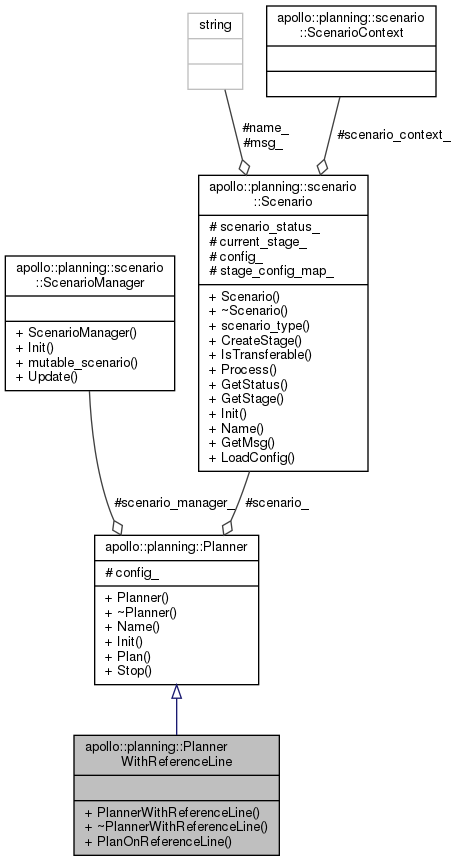 string
apollo::planning::scenario
::ScenarioContext
#name_
#msg_
#scenario_context_
apollo::planning::scenario
::Scenario
# scenario_status_
# current_stage_
# config_
# stage_config_map_
+ Scenario()
+ ~Scenario()
+ scenario_type()
+ CreateStage()
+ IsTransferable()
+ Process()
+ GetStatus()
+ GetStage()
+ Init()
+ Name()
+ GetMsg()
+ LoadConfig()
apollo::planning::scenario
::ScenarioManager
+ ScenarioManager()
+ Init()
+ mutable_scenario()
+ Update()
#scenario_manager_
#scenario_
apollo::planning::Planner
# config_
+ Planner()
+ ~Planner()
+ Name()
+ Init()
+ Plan()
+ Stop()
apollo::planning::Planner
WithReferenceLine
+ PlannerWithReferenceLine()
+ ~PlannerWithReferenceLine()
+ PlanOnReferenceLine()